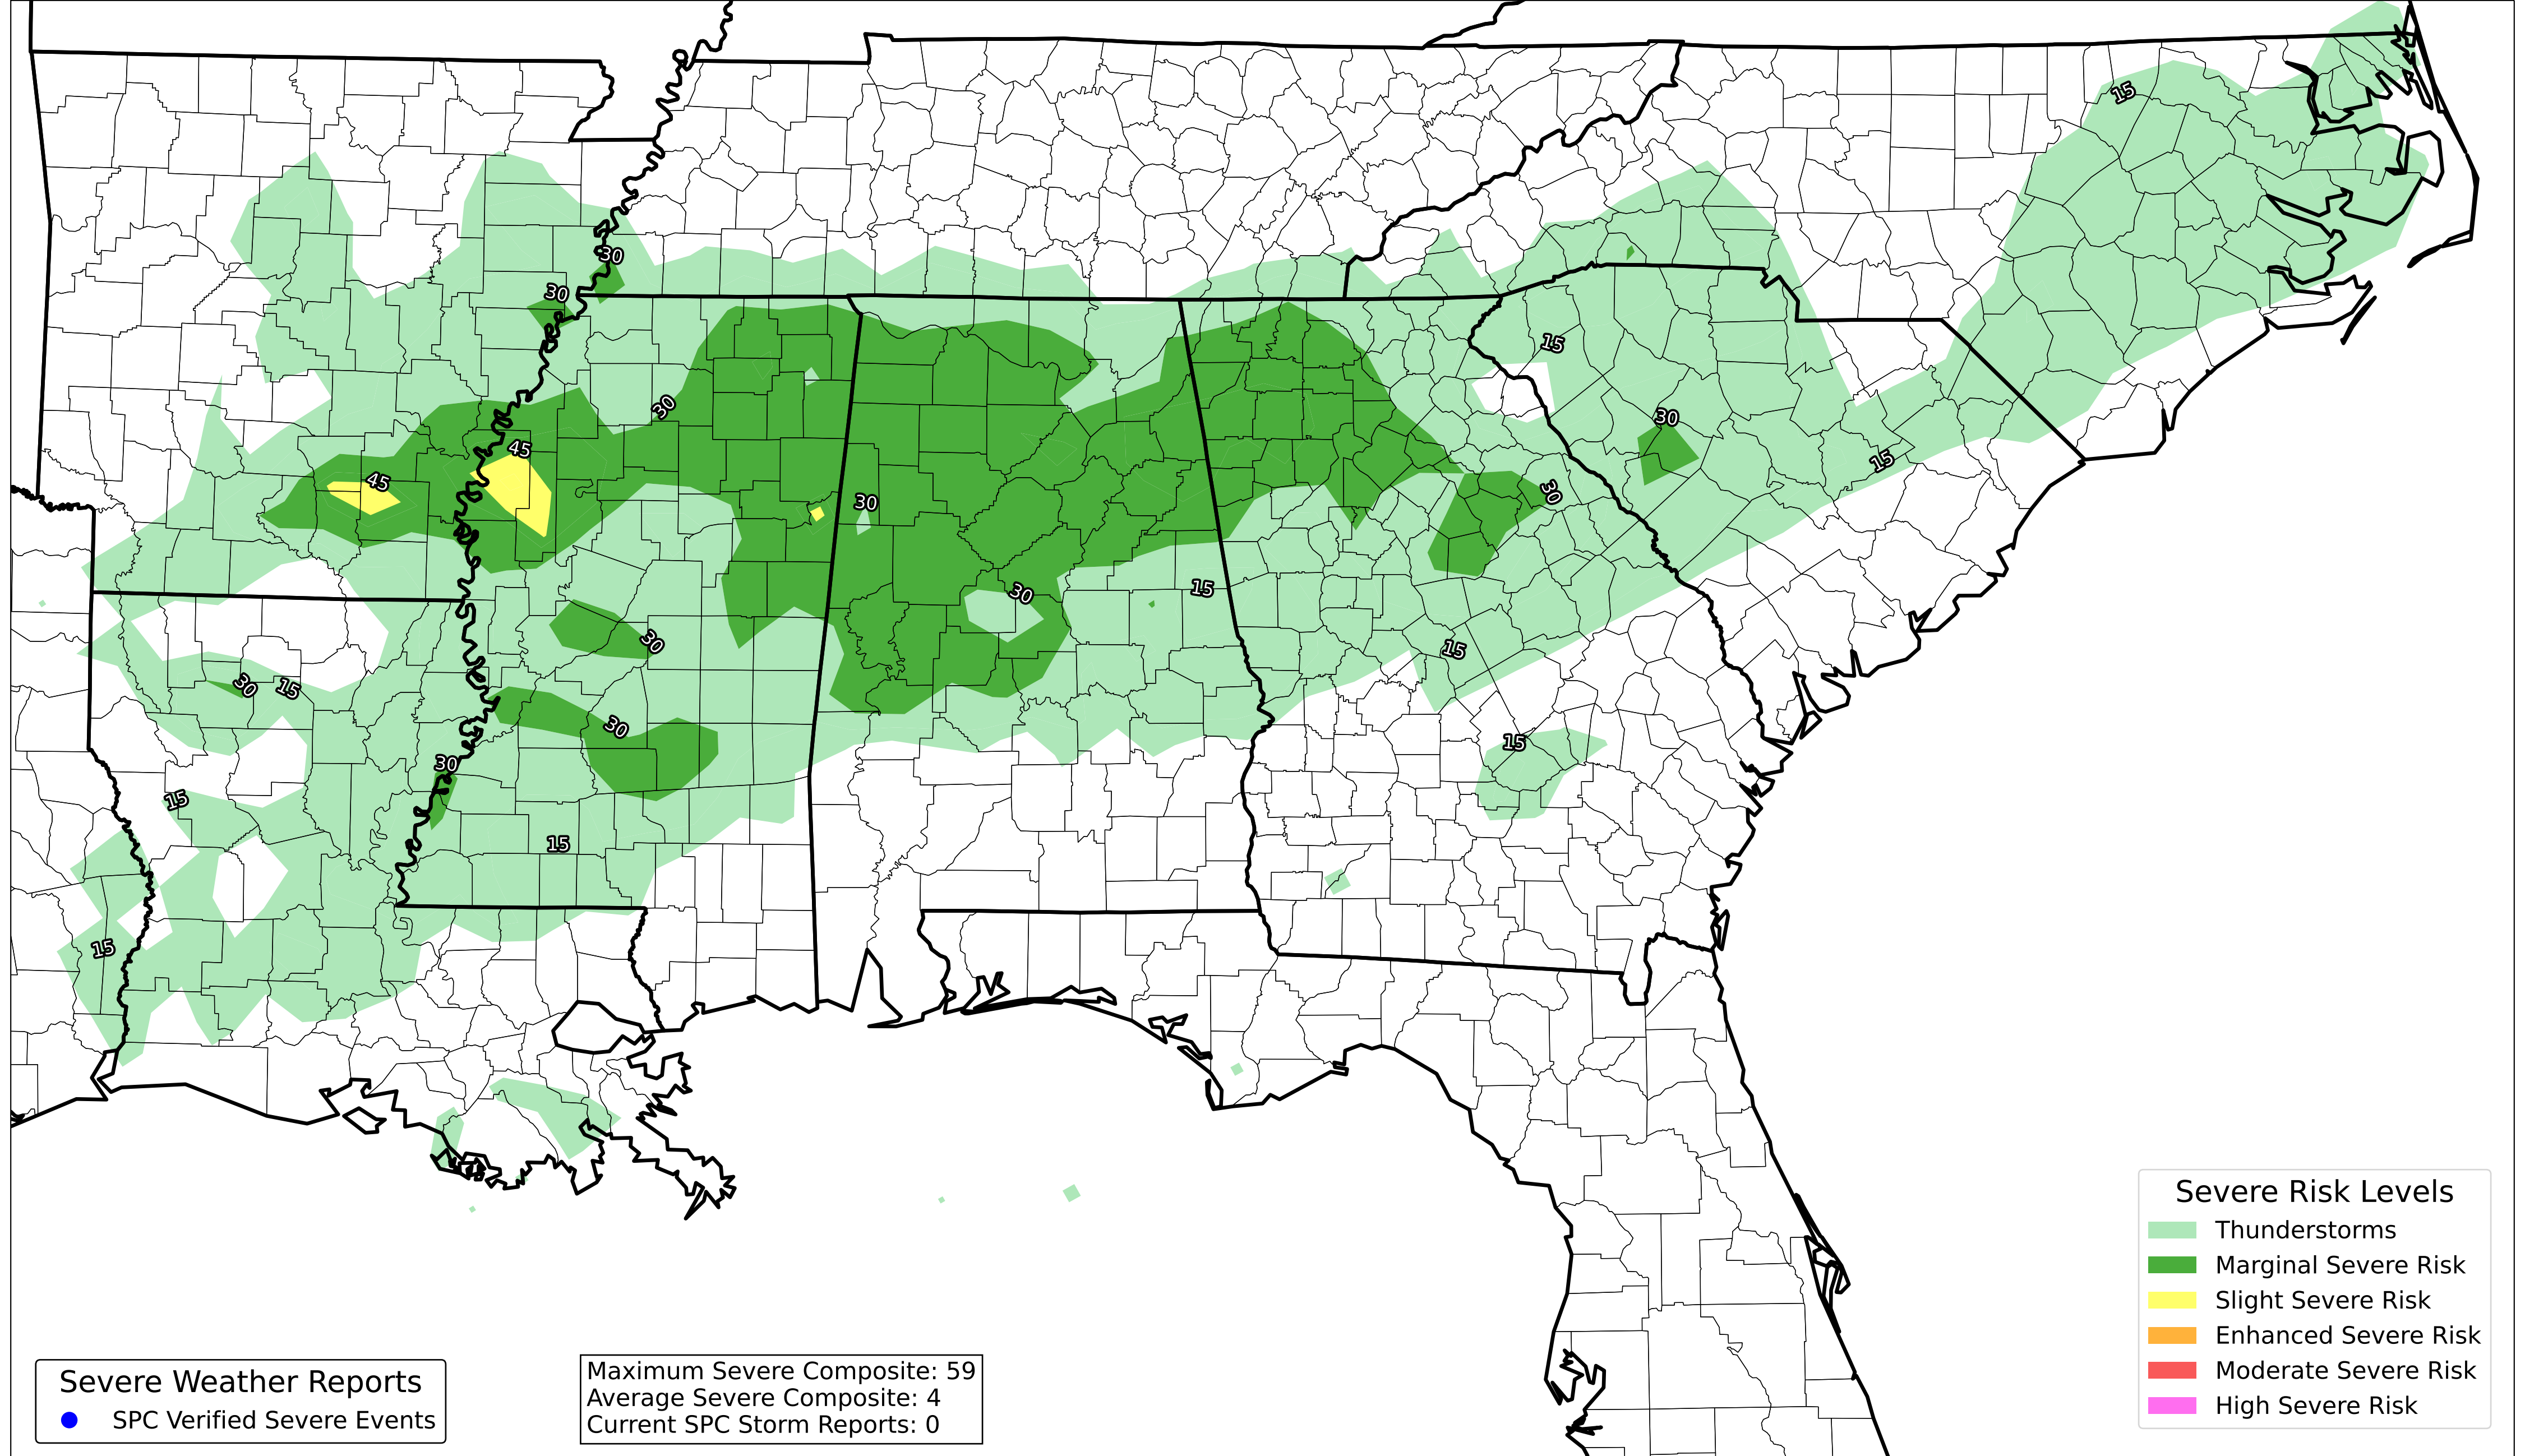 15
30
30
15
30
30
45
45
15
30
30
15
30
30
15
30
15
30
15
30
15
15
15
Severe Risk Levels
Thunderstorms
Marginal Severe Risk
Slight Severe Risk
Enhanced Severe Risk
Moderate Severe Risk
High Severe Risk
Severe Weather Reports
SPC Verified Severe Events
Maximum Severe Composite: 59
Average Severe Composite: 4
Current SPC Storm Reports: 0